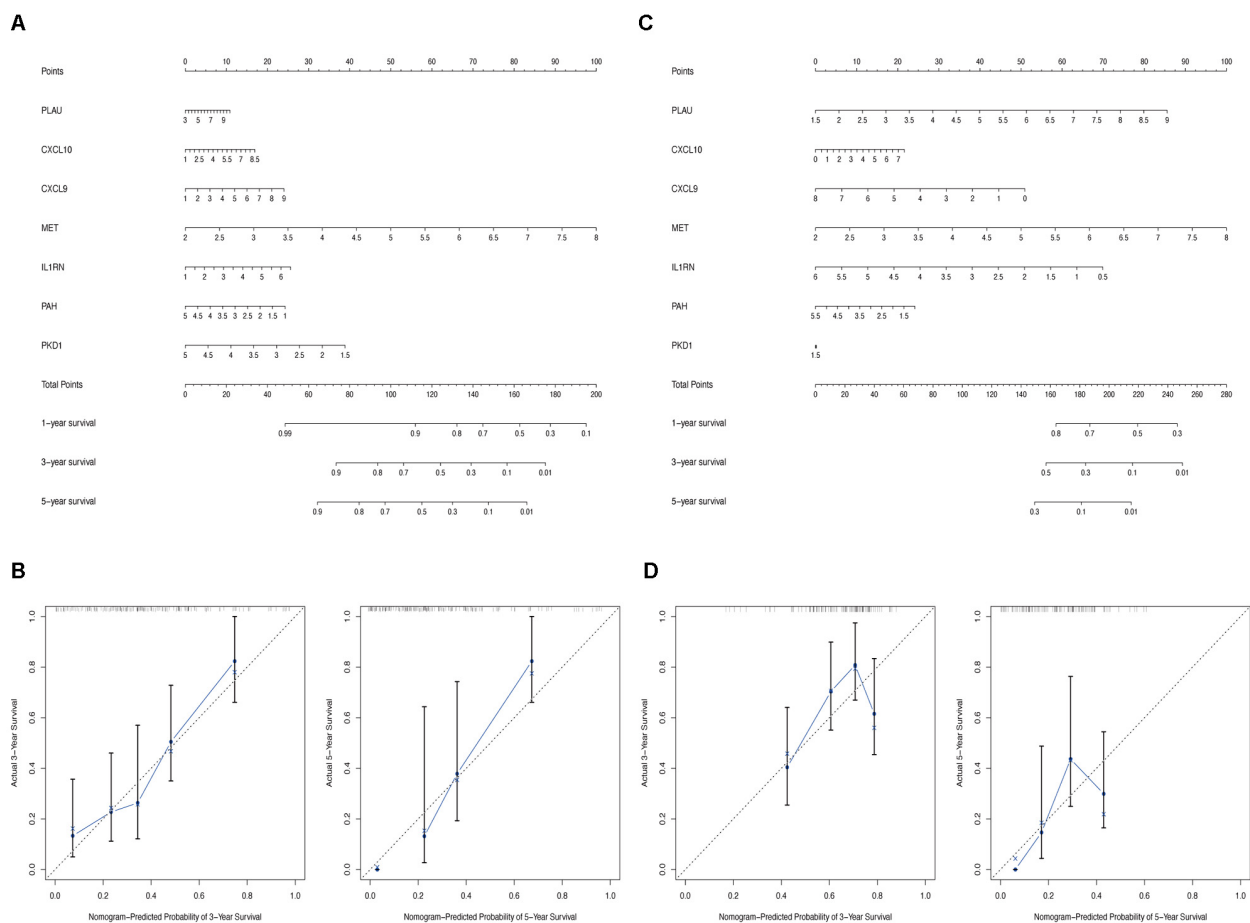 A
Points
0 10 20 30 40 50 60 70 80 90 100
PLAU
3 5 7 9
CXCL10
1 2.5 4 5.5 7 8.5
CXCL9
1 2 3 4 5 6 7 8 9
MET
2 2.5 3 3.5 4 4.5 5 5.5 6 6.5 7 7.5 8
IL1RN
1 2 3 4 5 6
PAH
5 4.5 4 3.5 3 2.5 2 1.5 1
PKD1
5 4.5 4 3.5 3 2.5 2 1.5
Total Points
0 20 40 60 80 100 120 140 160 180 200
1-year survival
0.99 0.9 0.8 0.7 0.5 0.3 0.1
3-year survival
0.9 0.8 0.7 0.5 0.3 0.1 0.01
5-year survival
0.9 0.8 0.7 0.5 0.3 0.1 0.01
C
Points
0 10 20 30 40 50 60 70 80 90 100
PLAU
1.5 2 2.5 3 3.5 4 4.5 5 5.5 6 6.5 7 7.5 8 8.5 9
CXCL10
0 1 2 3 4 5 6 7
CXCL9
8 7 6 5 4 3 2 1 0
MET
2 2.5 3 3.5 4 4.5 5 5.5 6 6.5 7 7.5 8
IL1RN
6 5.5 5 4.5 4 3.5 3 2.5 2 1.5 1 0.5
PAH
5.5 4.5 3.5 2.5 1.5
PKD1
1.5
Total Points
0 20 40 60 80 100 120 140 160 180 200 220 240 260 280
1-year survival
0.8 0.7 0.5 0.3
3-year survival
0.5 0.3 0.1 0.01
5-year survival
0.3 0.1 0.01
B
Actual 3-Year Survival
0.0 0.2 0.4 0.6 0.8 1.0
0.0 0.2 0.4 0.6 0.8 1.0
Nomogram-Predicted Probability of 3-Year Survival
Actual 5-Year Survival
0.0 0.2 0.4 0.6 0.8 1.0
0.0 0.2 0.4 0.6 0.8 1.0
Nomogram-Predicted Probability of 5-Year Survival
D
Actual 3-Year Survival
0.0 0.2 0.4 0.6 0.8 1.0
0.0 0.2 0.4 0.6 0.8 1.0
Nomogram-Predicted Probability of 3-Year Survival
Actual 5-Year Survival
0.0 0.2 0.4 0.6 0.8 1.0
0.0 0.2 0.4 0.6 0.8 1.0
Nomogram-Predicted Probability of 5-Year Survival